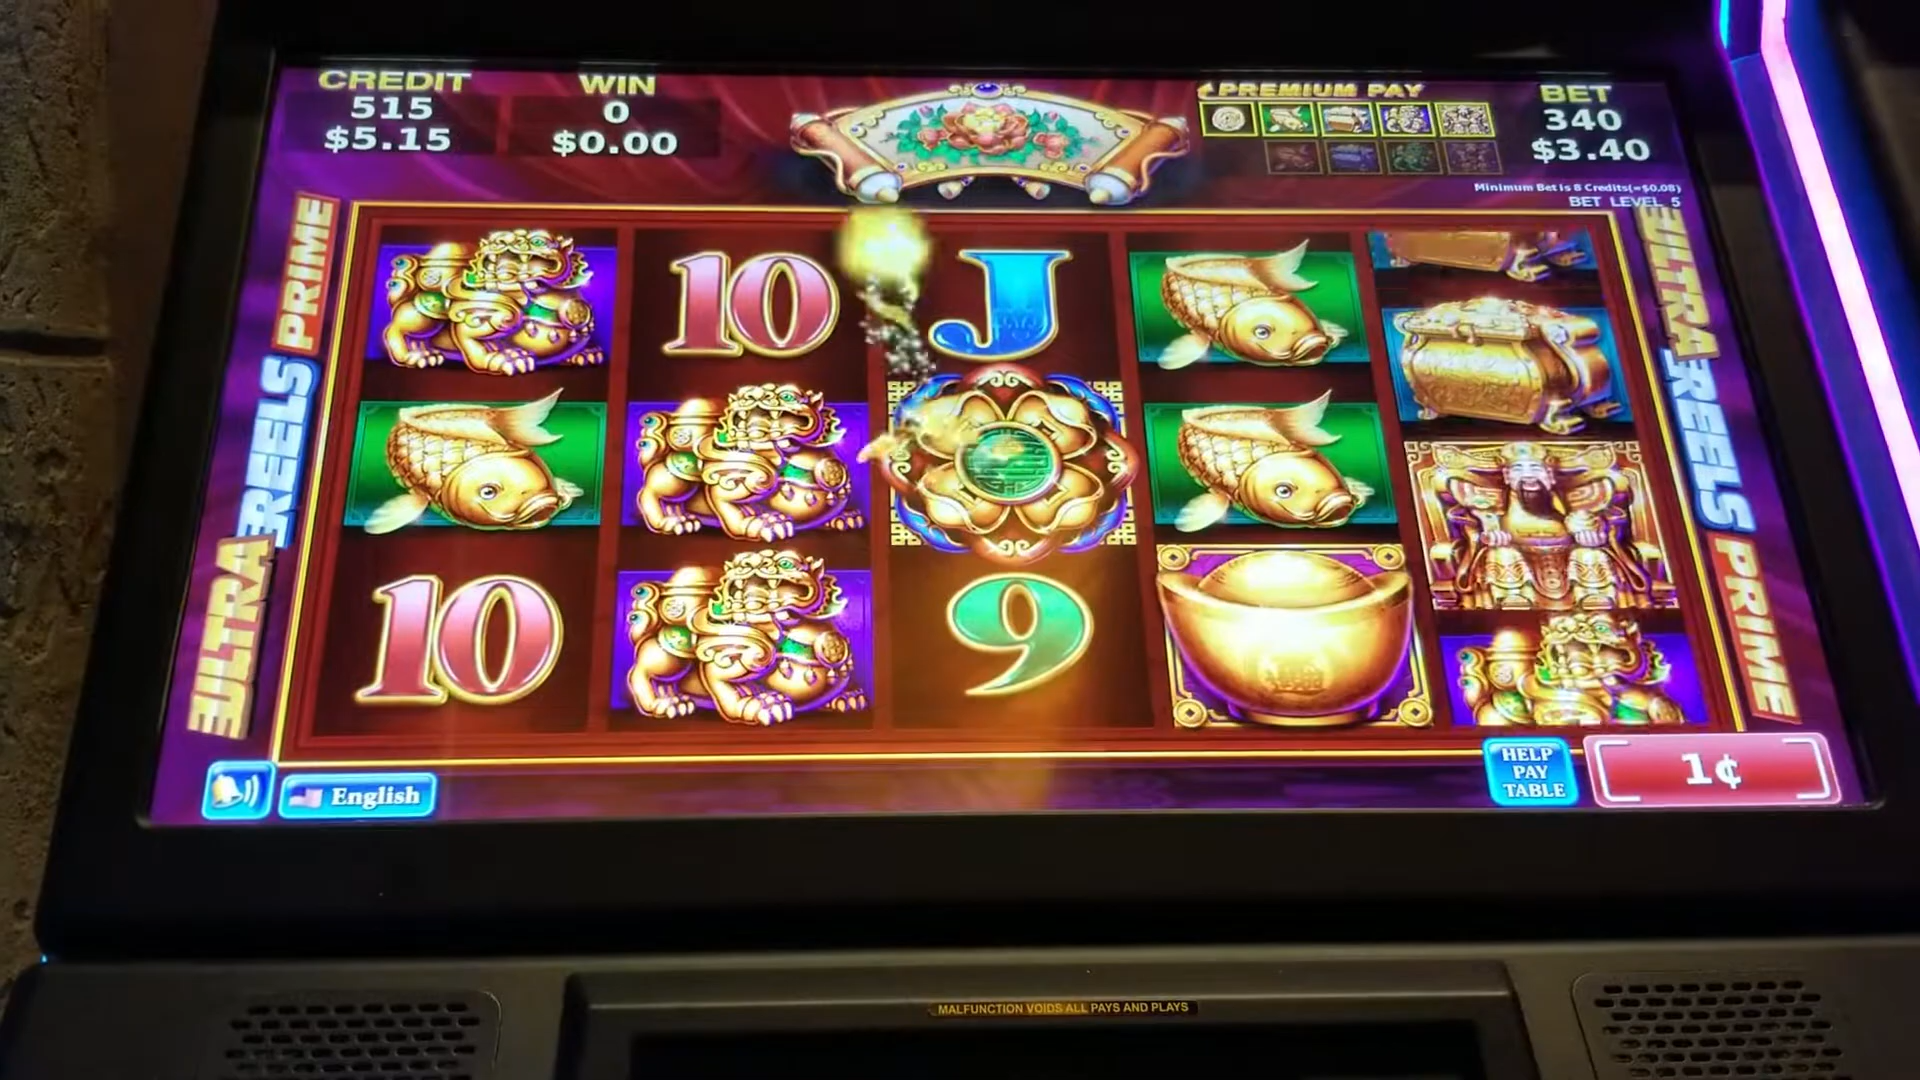 CREDIT
515
$5.15
WIN
0
$0.00
PREMIUM PAY
BET
340
$3.40
Minimum Bet is 8 Credits(=$0.08)
BET LEVEL 5
ULTRA REELS PRIME
ULTRA REELS PRIME
10
J
10
9
English
HELP
PAY
TABLE
1¢
MALFUNCTION VOIDS ALL PAYS AND PLAYS